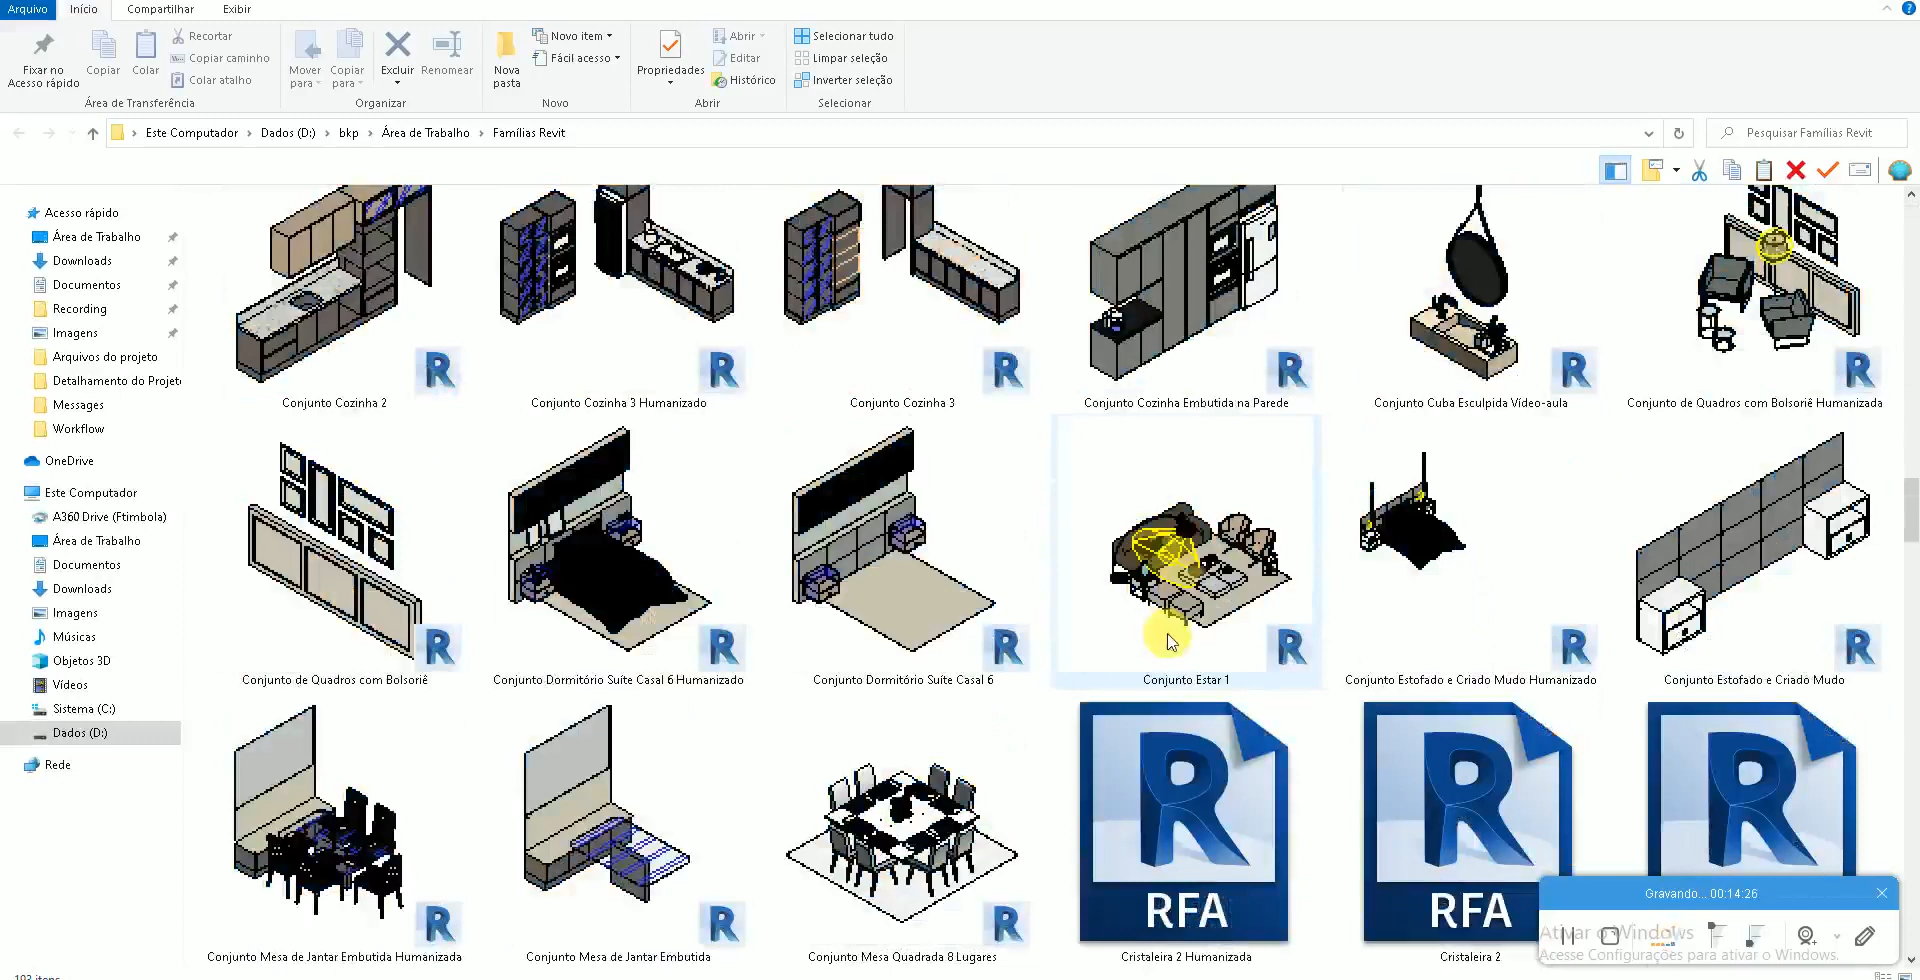 Arquivo Início Compartilhar Exibir
Fixar no Acesso rápido
Copiar
Colar
Recortar
Copiar caminho
Colar atalho
Área de Transferência
Mover para
Copiar para
Excluir
Renomear
Organizar
Nova pasta
Novo item
Fácil acesso
Novo
Propriedades
Abrir
Editar
Histórico
Abrir
Selecionar tudo
Limpar seleção
Inverter seleção
Selecionar
Este Computador > Dados (D:) > bkp > Área de Trabalho > Famílias Revit
Pesquisar Famílias Revit
Acesso rápido
Área de Trabalho
Downloads
Documentos
Recording
Imagens
Arquivos do projeto
Detalhamento do Projet
Messages
Workflow
OneDrive
Este Computador
A360 Drive (Ftimbola)
Área de Trabalho
Documentos
Downloads
Imagens
Músicas
Objetos 3D
Vídeos
Sistema (C:)
Dados (D:)
Rede
R R R R R R
Conjunto Cozinha 2
Conjunto Cozinha 3 Humanizado
Conjunto Cozinha 3
Conjunto Cozinha Embutida na Parede
Conjunto Cuba Esculpida Vídeo-aula
Conjunto de Quadros com Bolsoriê Humanizada
R R R R R R
Conjunto de Quadros com Bolsoriê
Conjunto Dormitório Suíte Casal 6 Humanizado
Conjunto Dormitório Suíte Casal 6
Conjunto Estar 1
Conjunto Estofado e Criado Mudo Humanizado
Conjunto Estofado e Criado Mudo
R R R R R R
RFA RFA
Conjunto Mesa de Jantar Embutida Humanizada
Conjunto Mesa de Jantar Embutida
Conjunto Mesa Quadrada 8 Lugares
Cristaleira 2 Humanizada
Cristaleira 2
Gravando... 00:14:26
Ativar o Windows
Acesse Configurações para ativar o Windows.
193 itens